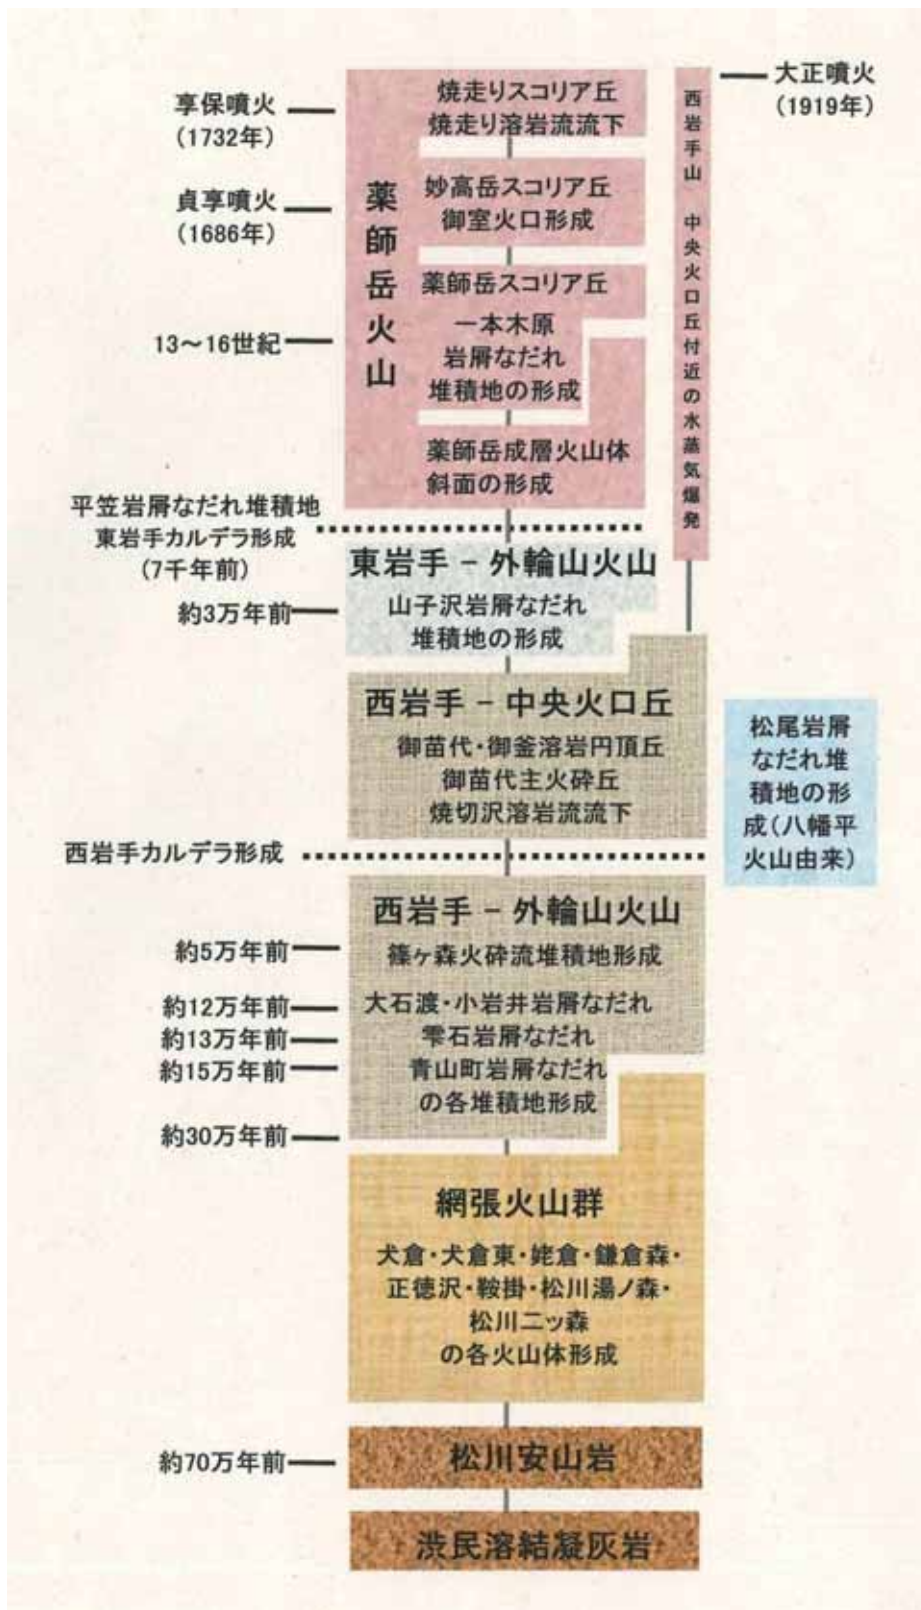 大正噴火
(1919年)
享保噴火
(1732年)
焼走りスコリア丘
焼走り溶岩流流下
西岩手山 中央火口丘付近の水蒸気爆発
薬師岳火山
貞享噴火
(1686年)
妙高岳スコリア丘
御室火口形成
薬師岳スコリア丘
13～16世紀
一本木原
岩屑なだれ
堆積地の形成
薬師岳成層火山体
斜面の形成
平笠岩屑なだれ堆積地
東岩手カルデラ形成
(7千年前)
東岩手－外輪山火山
約3万年前
山子沢岩屑なだれ
堆積地の形成
西岩手－中央火口丘
御苗代・御釜溶岩円頂丘
御苗代主火砕丘
焼切沢溶岩流流下
松尾岩屑
なだれ堆
積地の形
成(八幡平
火山由来)
西岩手カルデラ形成
西岩手－外輪山火山
約5万年前
篠ヶ森火砕流堆積地形成
約12万年前
大石渡・小岩井岩屑なだれ
約13万年前
雫石岩屑なだれ
約15万年前
青山町岩屑なだれ
の各堆積地形成
約30万年前
網張火山群
犬倉・犬倉東・姥倉・鎌倉森・
正徳沢・鞍掛・松川湯ノ森・
松川二ッ森
の各火山体形成
約70万年前
松川安山岩
渋民溶結凝灰岩